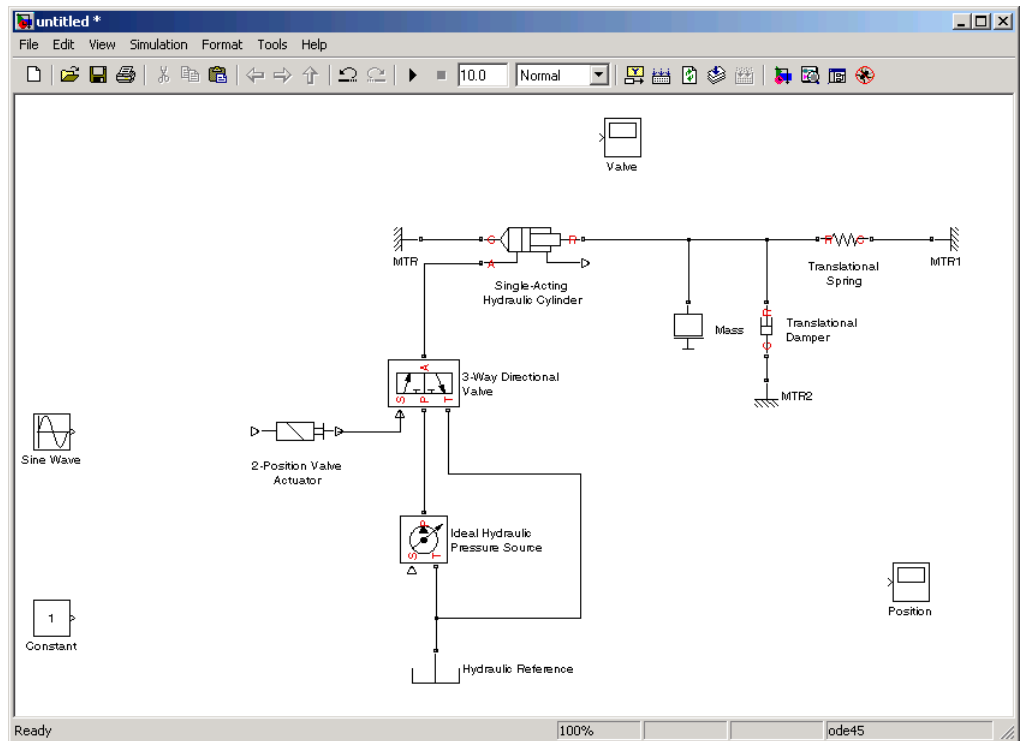 untitled *
File Edit View Simulation Format Tools Help
10.0 Normal
Valve
MTR
C
R
A
Single-Acting
Hydraulic Cylinder
R
C
Translational
Spring
MTR1
Mass
R
C
Translational
Damper
MTR2
A
S P T
3-Way Directional
Valve
Sine Wave
2-Position Valve
Actuator
P
S T
Ideal Hydraulic
Pressure Source
Position
1
Constant
Hydraulic Reference
Ready 100% ode45